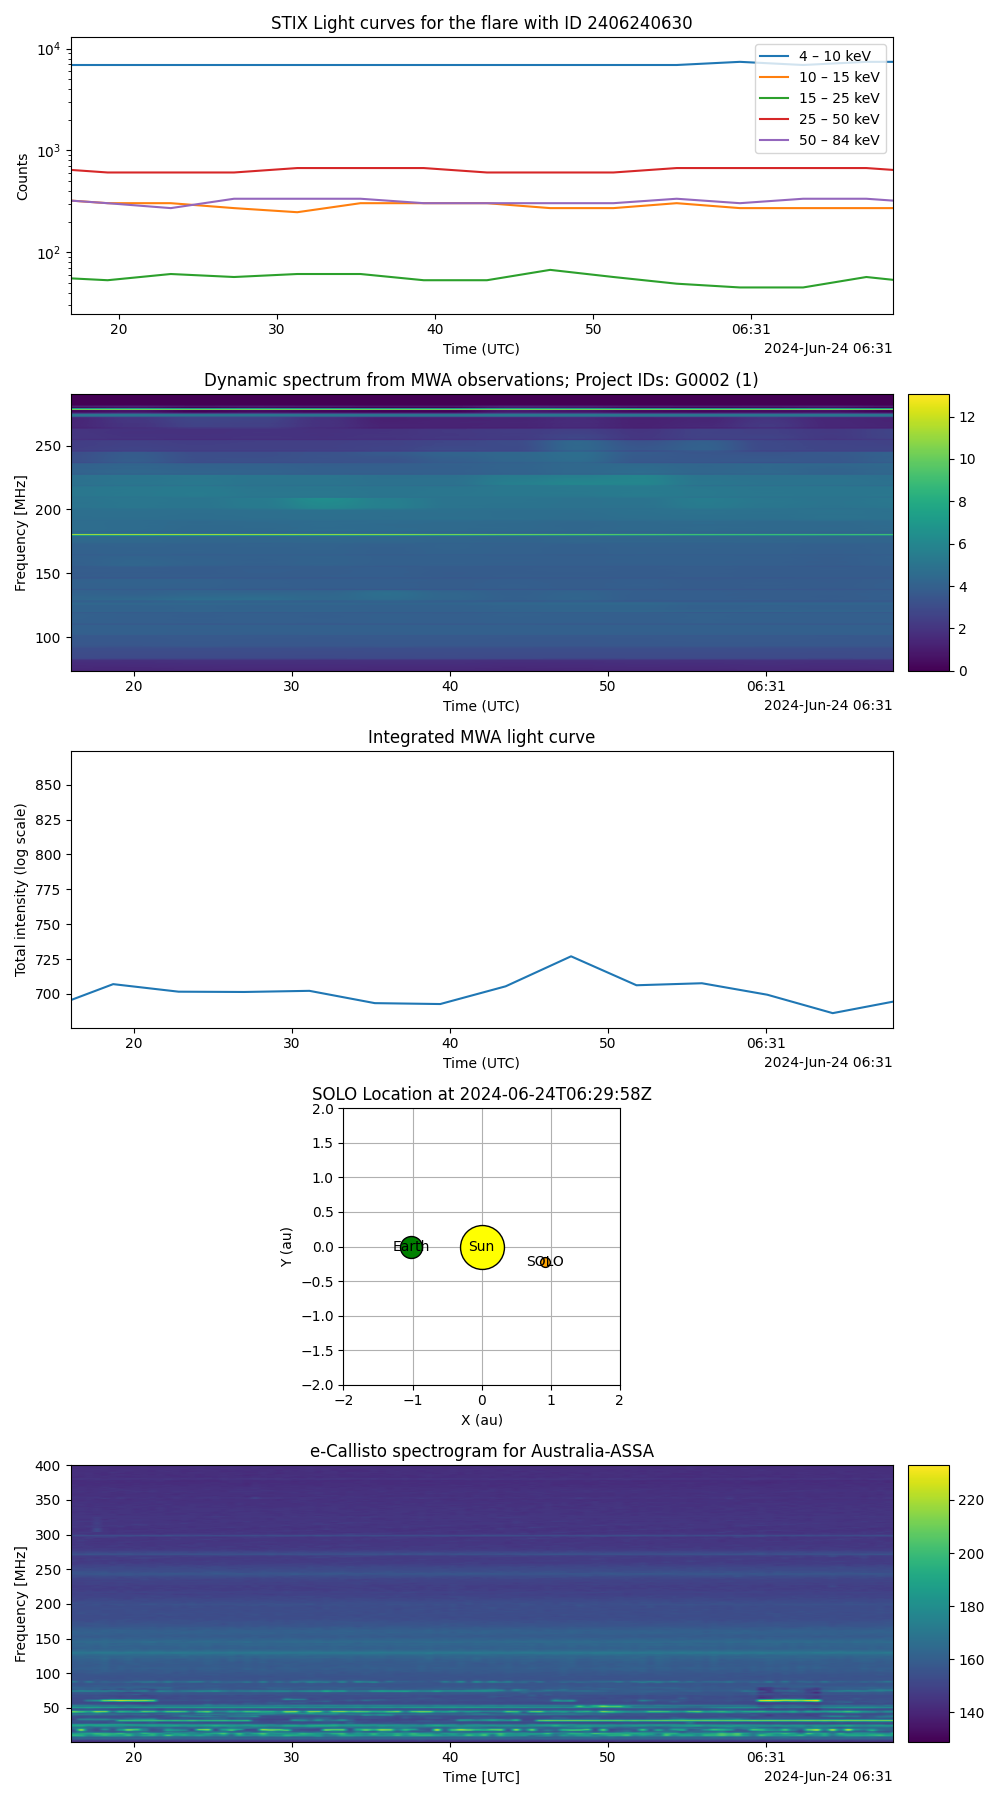 STIX Light curves for the flare with ID 2406240630
10⁴
10³
10²
Counts
4 – 10 keV
10 – 15 keV
15 – 25 keV
25 – 50 keV
50 – 84 keV
20 30 40 50 06:31
Time (UTC)
2024-Jun-24 06:31
Dynamic spectrum from MWA observations; Project IDs: G0002 (1)
250
200
150
100
Frequency [MHz]
12
10
8
6
4
2
0
20 30 40 50 06:31
Time (UTC)
2024-Jun-24 06:31
Integrated MWA light curve
850
825
800
775
750
725
700
Total intensity (log scale)
20 30 40 50 06:31
Time (UTC)
2024-Jun-24 06:31
SOLO Location at 2024-06-24T06:29:58Z
2.0
1.5
1.0
0.5
0.0
−0.5
−1.0
−1.5
−2.0
Y (au)
Earth
Sun
SOLO
−2 −1 0 1 2
X (au)
e-Callisto spectrogram for Australia-ASSA
400
350
300
250
200
150
100
50
Frequency [MHz]
220
200
180
160
140
20 30 40 50 06:31
Time [UTC]
2024-Jun-24 06:31